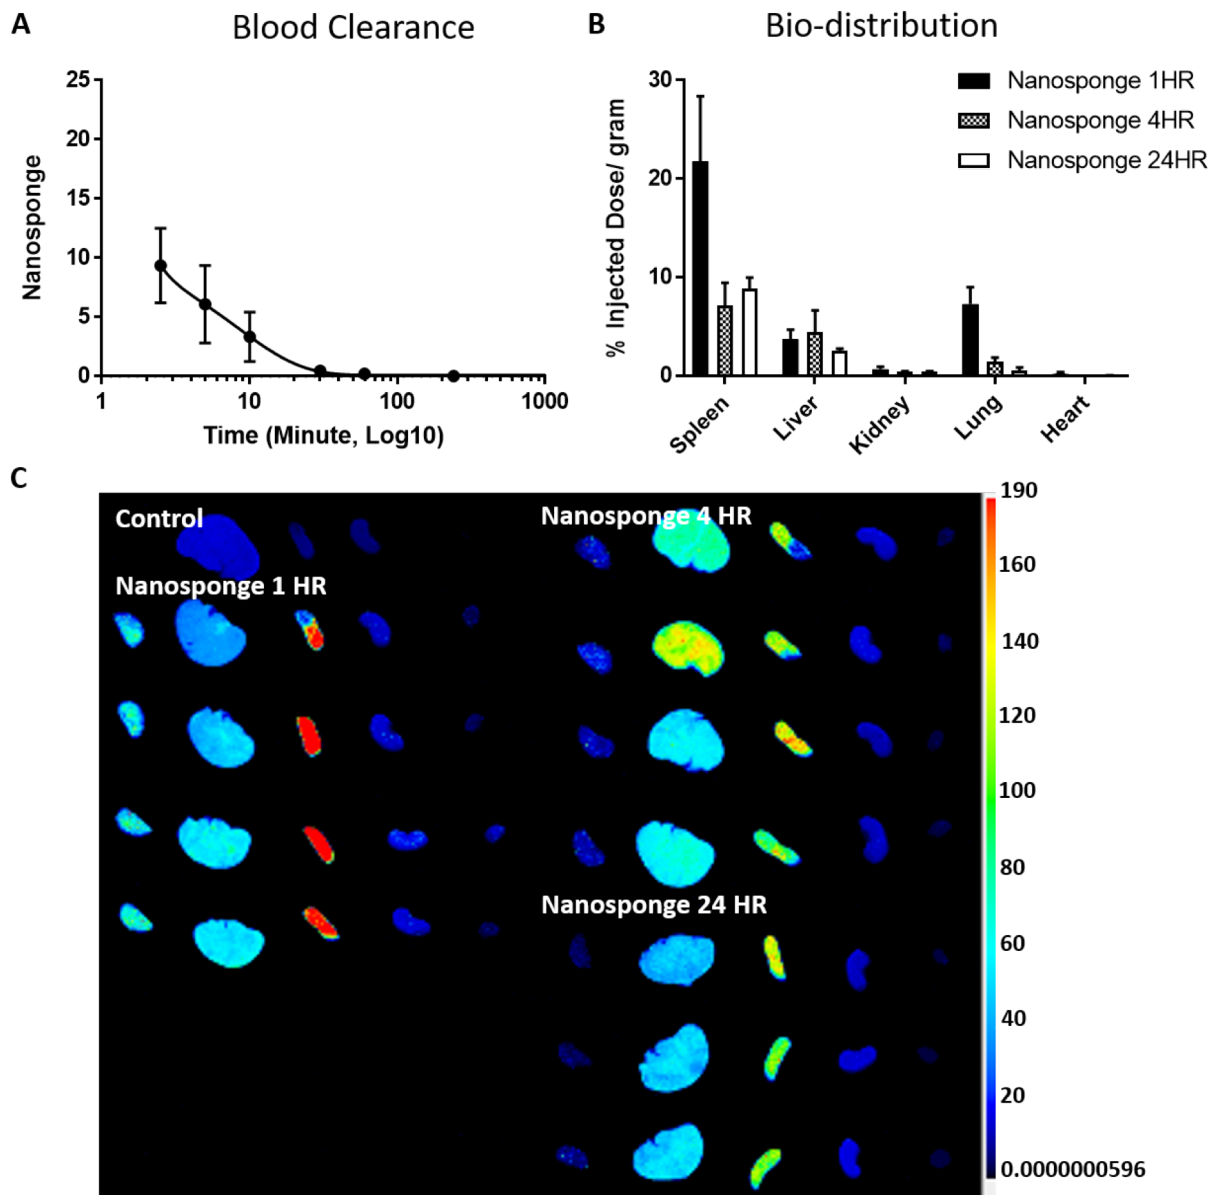 A
Blood Clearance
25
20
15
10
5
0
Nanosponge
1
10
100
1000
Time (Minute, Log10)
B
Bio-distribution
Nanosponge 1HR
Nanosponge 4HR
Nanosponge 24HR
30
20
10
0
% Injected Dose/ gram
Spleen
Liver
Kidney
Lung
Heart
C
Control
Nanosponge 1 HR
Nanosponge 4 HR
Nanosponge 24 HR
190
160
140
120
100
80
60
40
20
0.0000000596